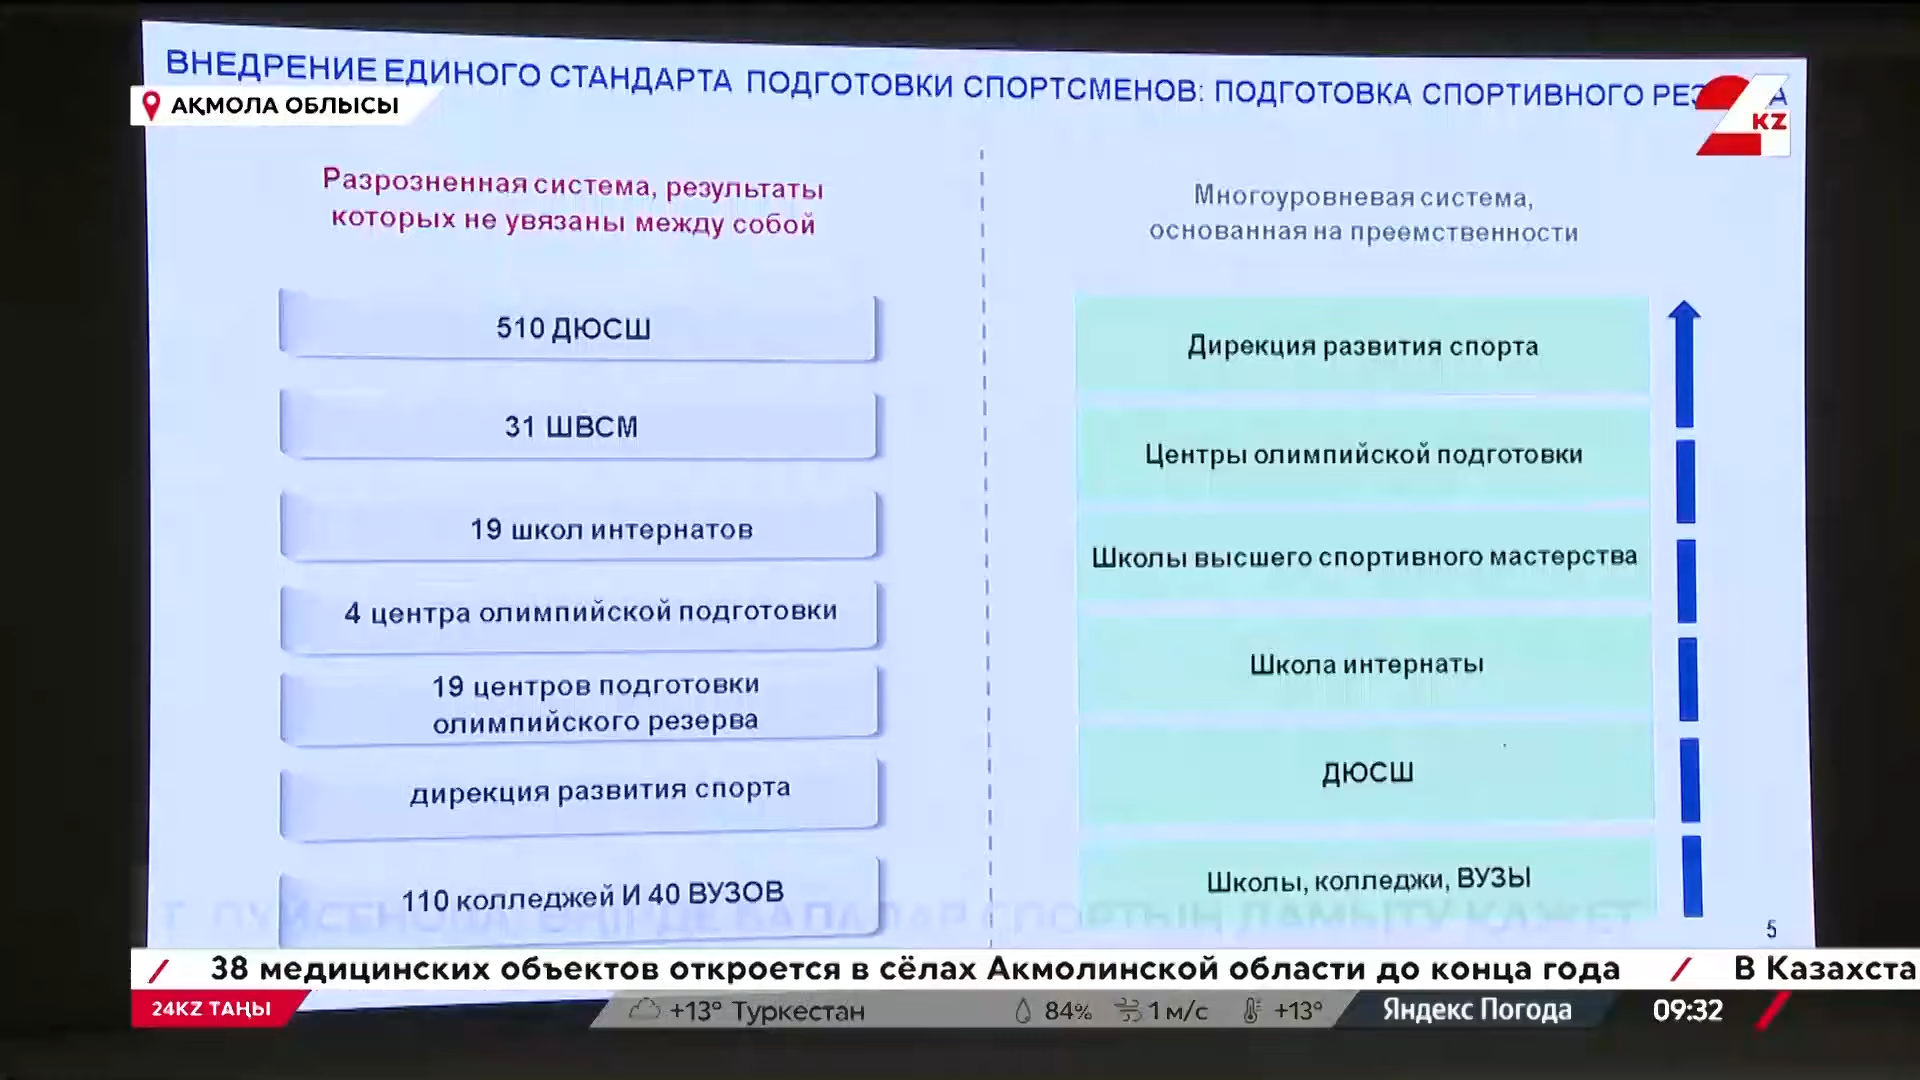 ВНЕДРЕНИЕ ЕДИНОГО СТАНДАРТА ПОДГОТОВКИ СПОРТСМЕНОВ: ПОДГОТОВКА СПОРТИВНОГО
АҚМОЛА ОБЛЫСЫ
24
KZ
Разрозненная система, результаты
которых не увязаны между собой
510 ДЮСШ
31 ШВСМ
19 школ интернатов
4 центра олимпийской подготовки
19 центров подготовки
олимпийского резерва
дирекция развития спорта
110 колледжей И 40 ВУЗОВ
Многоуровневая система,
основанная на преемственности
Дирекция развития спорта
Центры олимпийской подготовки
Школы высшего спортивного мастерства
Школа интернаты
ДЮСШ
Школы, колледжи, ВУЗЫ
5
38 медицинских объектов откроется в сёлах Акмолинской области до конца года / В Казахста
24KZ ТАҢЫ
+13° Туркестан 84% 1 м/с +13° Яндекс Погода 09:32